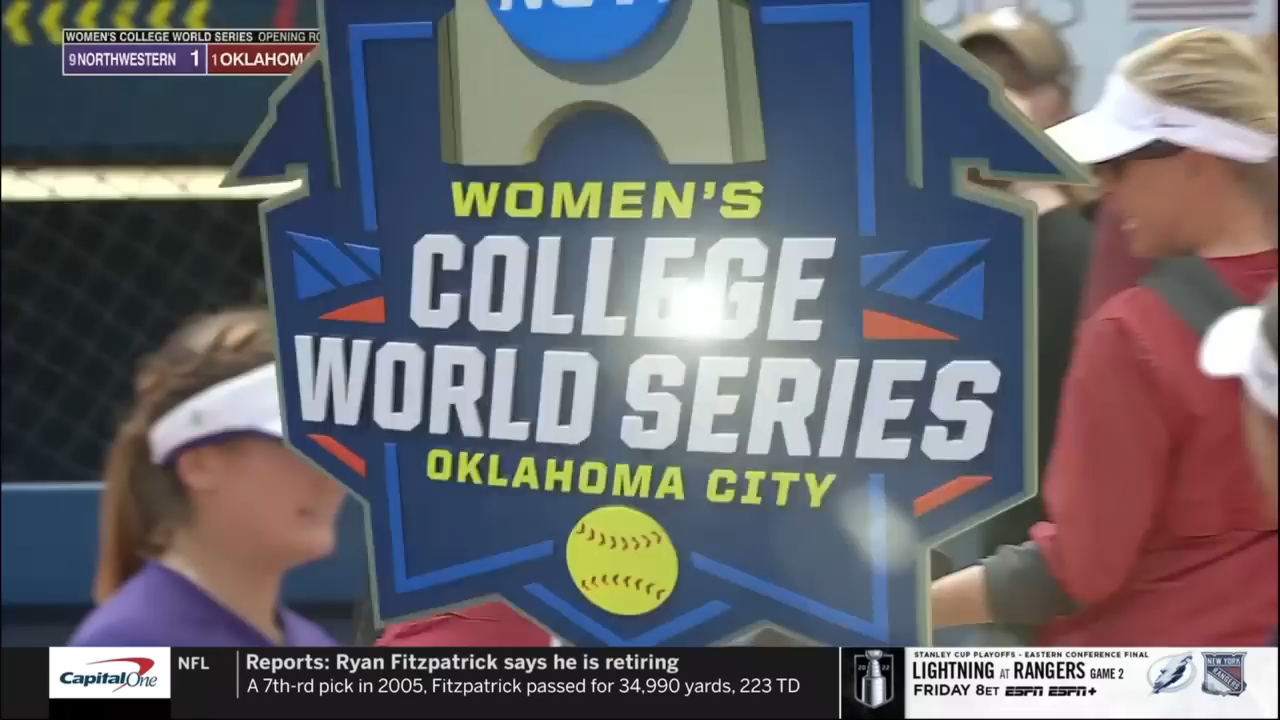 WOMEN'S COLLEGE WORLD SERIES OPENING RO
9 NORTHWESTERN 1 1 OKLAHOM
WOMEN'S
COLLEGE
WORLD SERIES
OKLAHOMA CITY
Capital One
NFL
Reports: Ryan Fitzpatrick says he is retiring
A 7th-rd pick in 2005, Fitzpatrick passed for 34,990 yards, 223 TD
STANLEY CUP PLAYOFFS - EASTERN CONFERENCE FINAL
LIGHTNING AT RANGERS GAME 2
FRIDAY 8ET ESPN ESPN+
NEW YORK
RANGERS